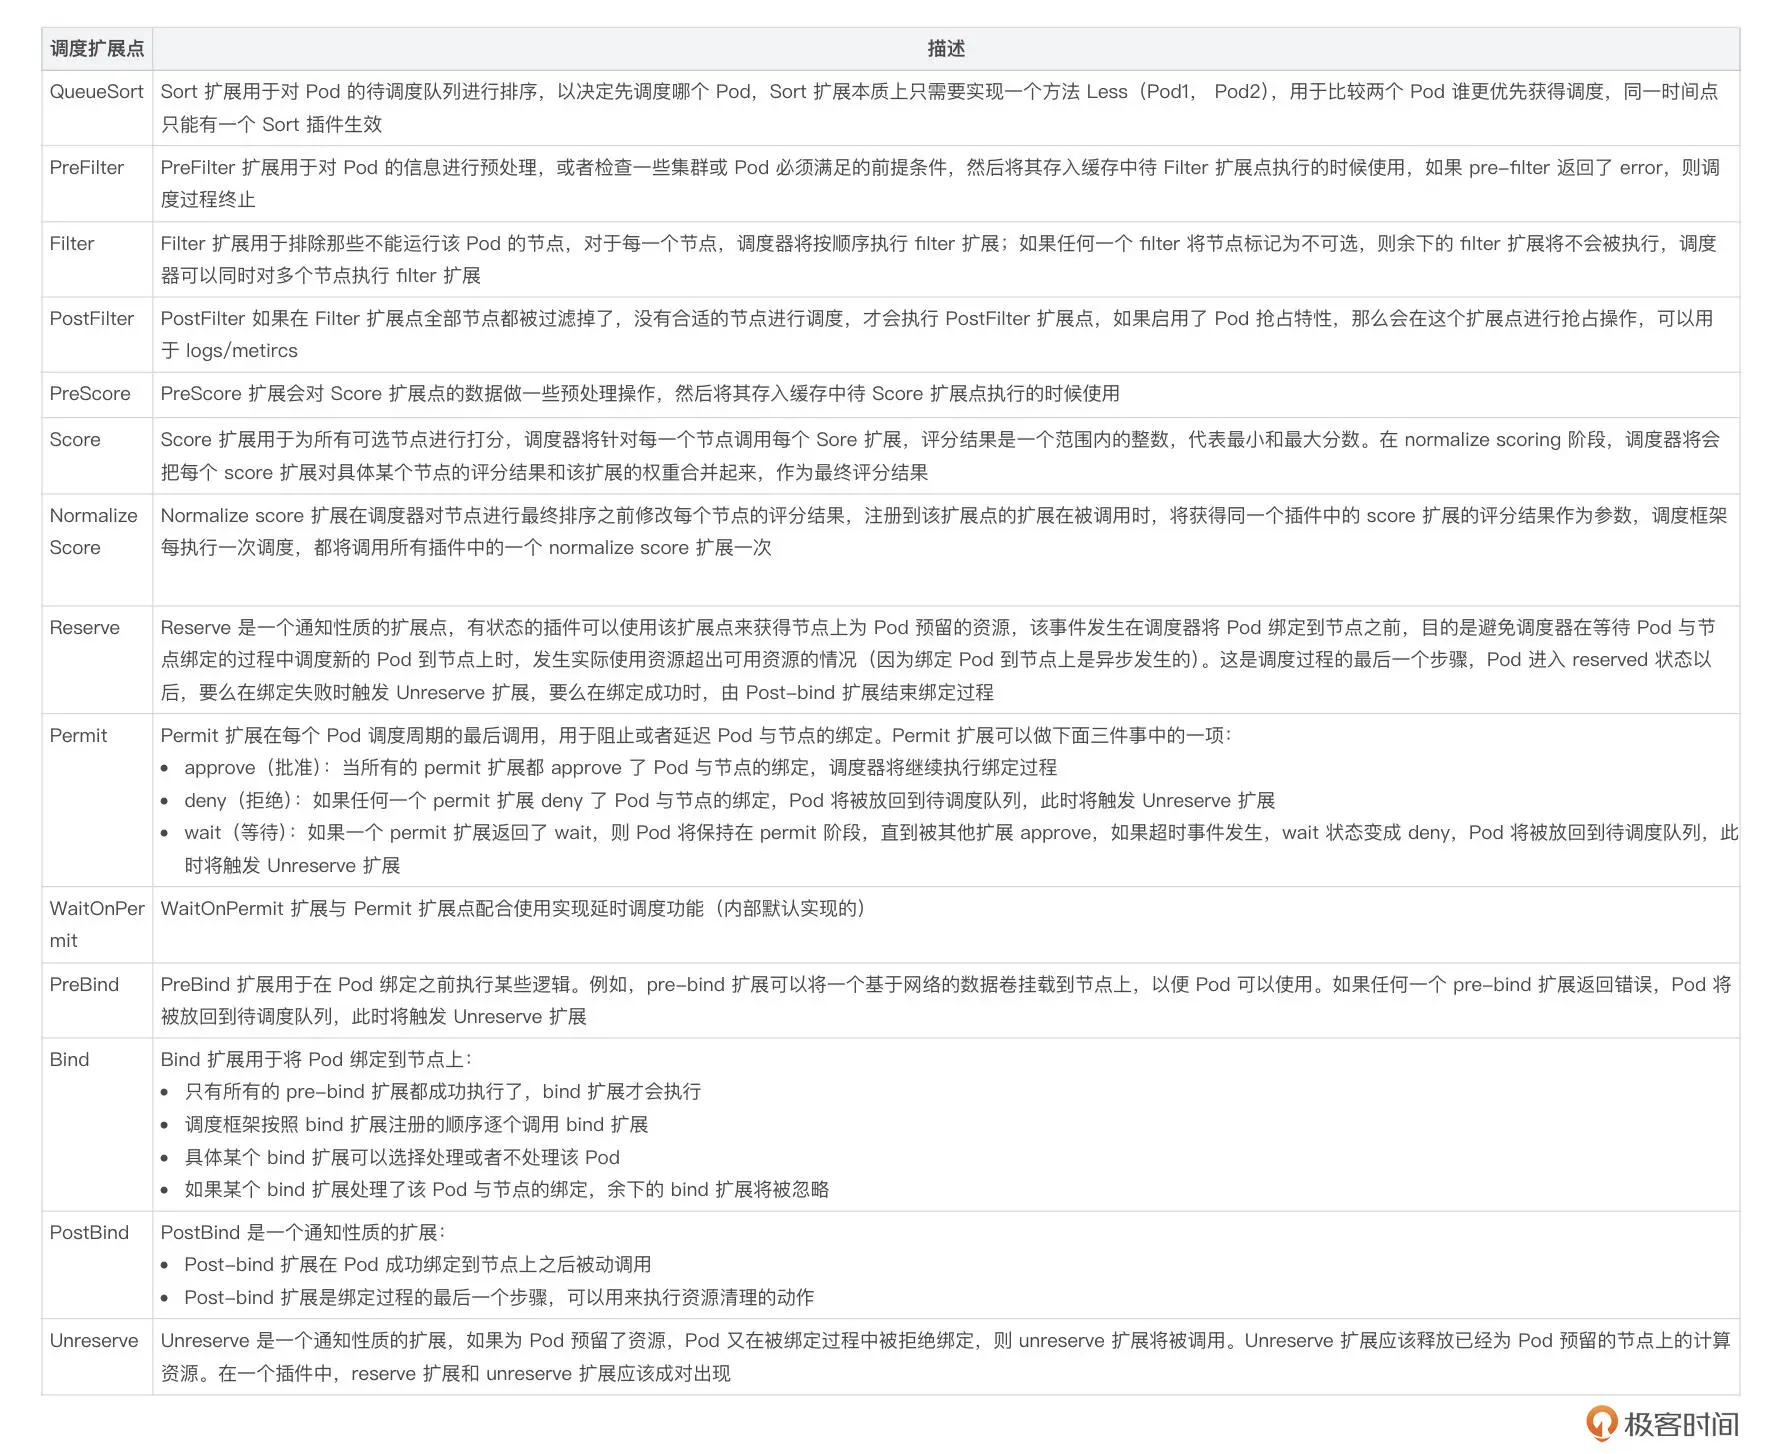 调度扩展点 描述
QueueSort Sort 扩展用于对 Pod 的待调度队列进行排序，以决定先调度哪个 Pod，Sort 扩展本质上只需要实现一个方法 Less（Pod1， Pod2），用于比较两个 Pod 谁更优先获得调度，同一时间点
只能有一个 Sort 插件生效
PreFilter PreFilter 扩展用于对 Pod 的信息进行预处理，或者检查一些集群或 Pod 必须满足的前提条件，然后将其存入缓存中待 Filter 扩展点执行的时候使用，如果 pre-filter 返回了 error，则调
度过程终止
Filter Filter 扩展用于排除那些不能运行该 Pod 的节点，对于每一个节点，调度器将按顺序执行 filter 扩展；如果任何一个 filter 将节点标记为不可选，则余下的 filter 扩展将不会被执行，调度
器可以同时对多个节点执行 filter 扩展
PostFilter PostFilter 如果在 Filter 扩展点全部节点都被过滤掉了，没有合适的节点进行调度，才会执行 PostFilter 扩展点，如果启用了 Pod 抢占特性，那么会在这个扩展点进行抢占操作，可以用
于 logs/metircs
PreScore PreScore 扩展会对 Score 扩展点的数据做一些预处理操作，然后将其存入缓存中待 Score 扩展点执行的时候使用
Score Score 扩展用于为所有可选节点进行打分，调度器将针对每一个节点调用每个 Sore 扩展，评分结果是一个范围内的整数，代表最小和最大分数。在 normalize scoring 阶段，调度器将会
把每个 score 扩展对具体某个节点的评分结果和该扩展的权重合并起来，作为最终评分结果
Normalize Normalize score 扩展在调度器对节点进行最终排序之前修改每个节点的评分结果，注册到该扩展点的扩展在被调用时，将获得同一个插件中的 score 扩展的评分结果作为参数，调度框架
Score 每执行一次调度，都将调用所有插件中的一个 normalize score 扩展一次
Reserve Reserve 是一个通知性质的扩展点，有状态的插件可以使用该扩展点来获得节点上为 Pod 预留的资源，该事件发生在调度器将 Pod 绑定到节点之前，目的是避免调度器在等待 Pod 与节
点绑定的过程中调度新的 Pod 到节点上时，发生实际使用资源超出可用资源的情况（因为绑定 Pod 到节点上是异步发生的）。这是调度过程的最后一个步骤，Pod 进入 reserved 状态以
后，要么在绑定失败时触发 Unreserve 扩展，要么在绑定成功时，由 Post-bind 扩展结束绑定过程
Permit Permit 扩展在每个 Pod 调度周期的最后调用，用于阻止或者延迟 Pod 与节点的绑定。Permit 扩展可以做下面三件事中的一项：
• approve（批准）：当所有的 permit 扩展都 approve 了 Pod 与节点的绑定，调度器将继续执行绑定过程
• deny（拒绝）：如果任何一个 permit 扩展 deny 了 Pod 与节点的绑定，Pod 将被放回到待调度队列，此时将触发 Unreserve 扩展
• wait（等待）：如果一个 permit 扩展返回了 wait，则 Pod 将保持在 permit 阶段，直到被其他扩展 approve，如果超时事件发生，wait 状态变成 deny，Pod 将被放回到待调度队列，此
时将触发 Unreserve 扩展
WaitOnPer WaitOnPermit 扩展与 Permit 扩展点配合使用实现延时调度功能（内部默认实现的）
mit
PreBind PreBind 扩展用于在 Pod 绑定之前执行某些逻辑。例如，pre-bind 扩展可以将一个基于网络的数据卷挂载到节点上，以便 Pod 可以使用。如果任何一个 pre-bind 扩展返回错误，Pod 将
被放回到待调度队列，此时将触发 Unreserve 扩展
Bind Bind 扩展用于将 Pod 绑定到节点上：
• 只有所有的 pre-bind 扩展都成功执行了，bind 扩展才会执行
• 调度框架按照 bind 扩展注册的顺序逐个调用 bind 扩展
• 具体某个 bind 扩展可以选择处理或者不处理该 Pod
• 如果某个 bind 扩展处理了该 Pod 与节点的绑定，余下的 bind 扩展将被忽略
PostBind PostBind 是一个通知性质的扩展：
• Post-bind 扩展在 Pod 成功绑定到节点上之后被动调用
• Post-bind 扩展是绑定过程的最后一个步骤，可以用来执行资源清理的动作
Unreserve Unreserve 是一个通知性质的扩展，如果为 Pod 预留了资源，Pod 又在被绑定过程中被拒绝绑定，则 unreserve 扩展将被调用。Unreserve 扩展应该释放已经为 Pod 预留的节点上的计算
资源。在一个插件中，reserve 扩展和 unreserve 扩展应该成对出现
极客时间